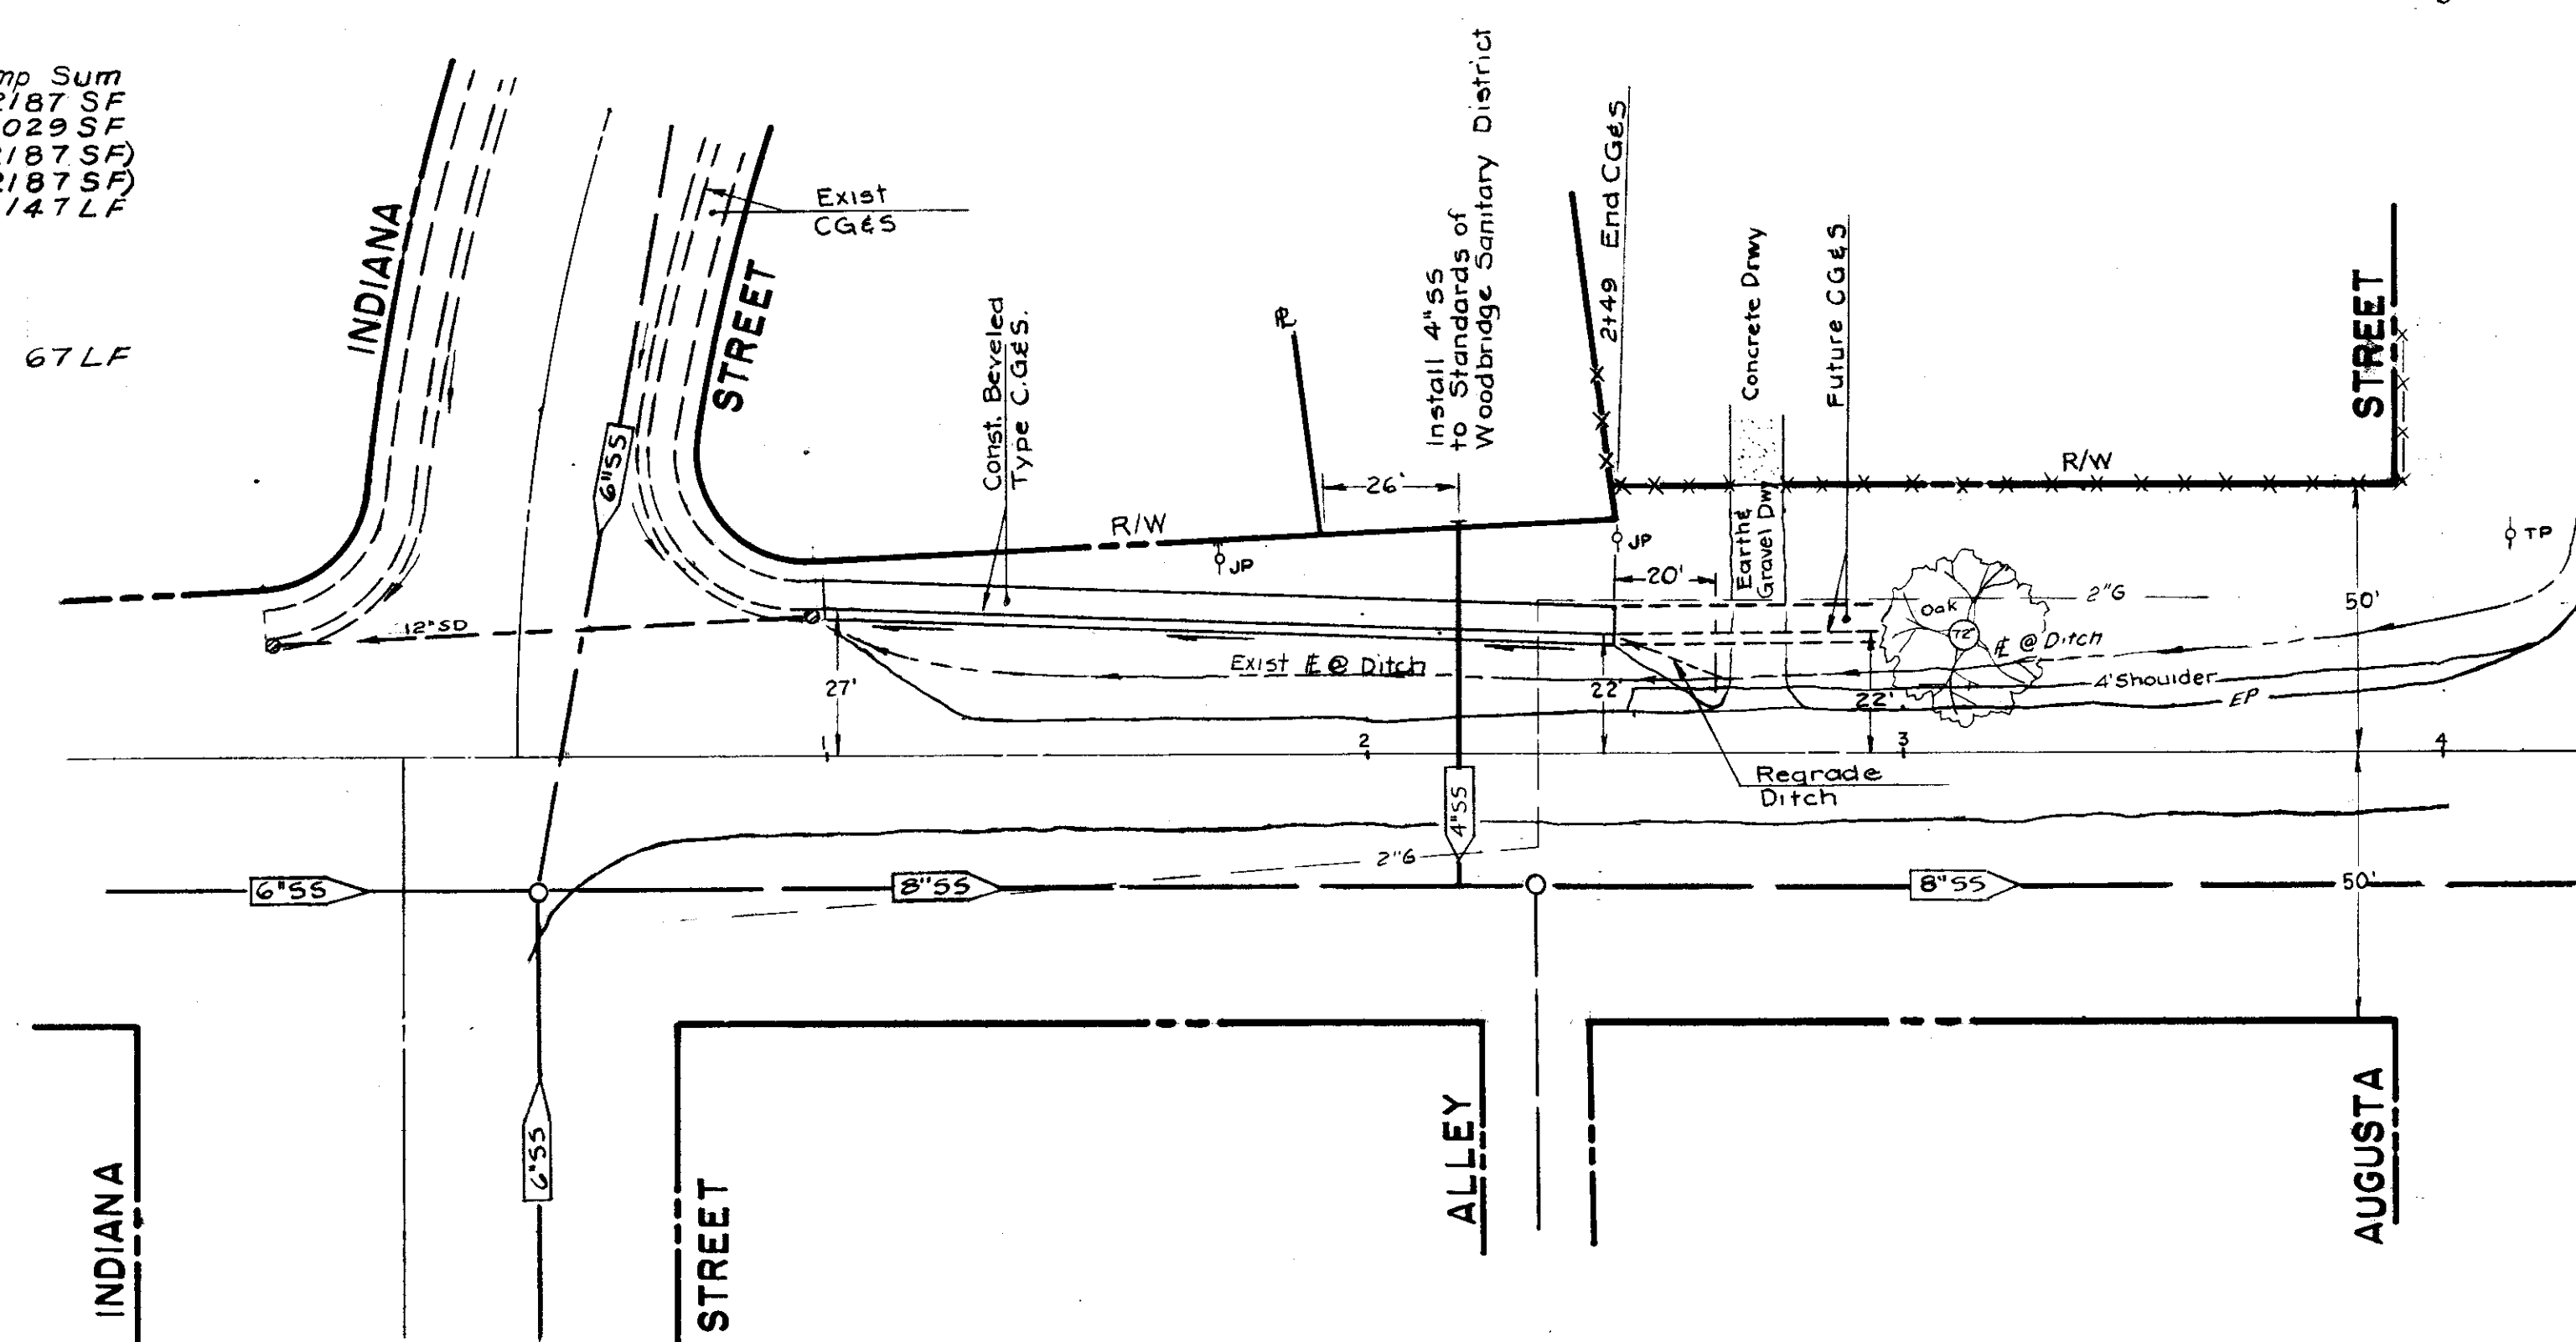 mp Sum
2187 SF
029 SF
2187 SF)
2187 SF)
147 LF
67 LF
INDIANA
STREET
Exist
CG&S
6"SS
Const. Beveled
Type C.G&S.
℄
26'
Install 4" SS
to Standards of
Woodbridge Sanitary District
2+49 End CG&S
Concrete Drwy
Future CG&S
STREET
R/W
R/W
JP
JP
20'
Earth &
Gravel Dwy
Oak
72"
2"G
TP
50'
12"SD
Exist ℄ @ Ditch
℄ @ Ditch
27'
22'
22'
4' Shoulder
EP
1
2
3
4
Regrade
Ditch
4"SS
2"G
6"SS
8"SS
8"SS
50'
6"SS
INDIANA
STREET
ALLEY
AUGUSTA